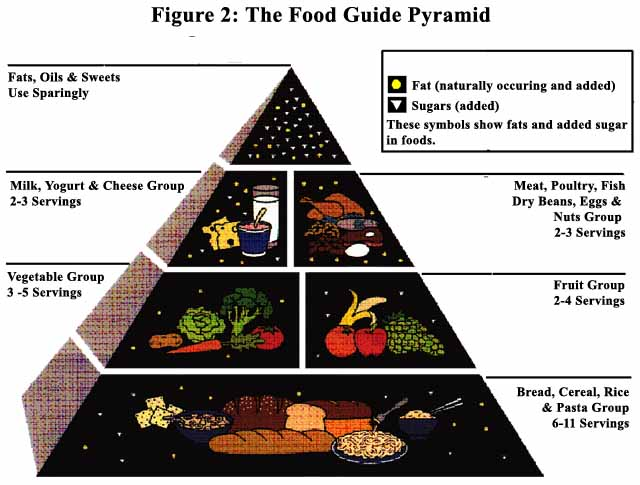 Figure 2: The Food Guide Pyramid
Fats, Oils & Sweets
Use Sparingly
Fat (naturally occuring and added)
Sugars (added)
These symbols show fats and added sugar
in foods.
Milk, Yogurt & Cheese Group
2-3 Servings
Meat, Poultry, Fish
Dry Beans, Eggs &
Nuts Group
2-3 Servings
Vegetable Group
3 -5 Servings
Fruit Group
2-4 Servings
Bread, Cereal, Rice
& Pasta Group
6-11 Servings